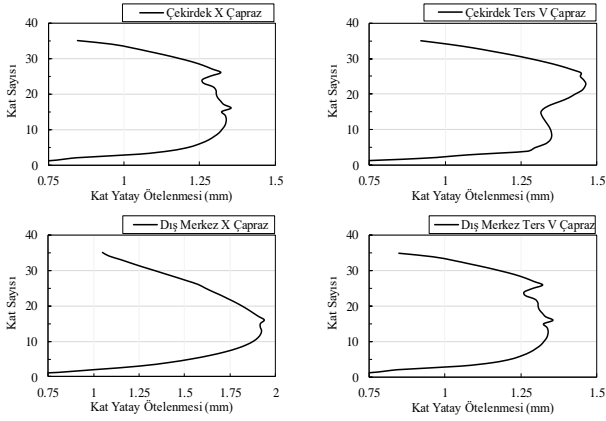 Çekirdek X Çapraz
40
30
20
10
0
Kat Sayısı
0.75 1 1.25 1.5
Kat Yatay Ötelenmesi (mm)
Çekirdek Ters V Çapraz
40
30
20
10
0
Kat Sayısı
0.75 1 1.25 1.5
Kat Yatay Ötelenmesi (mm)
Dış Merkez X Çapraz
40
30
20
10
0
Kat Sayısı
0.75 1 1.25 1.5 1.75 2
Kat Yatay Ötelenmesi (mm)
Dış Merkez Ters V Çapraz
40
30
20
10
0
Kat Sayısı
0.75 1 1.25 1.5
Kat Yatay Ötelenmesi (mm)